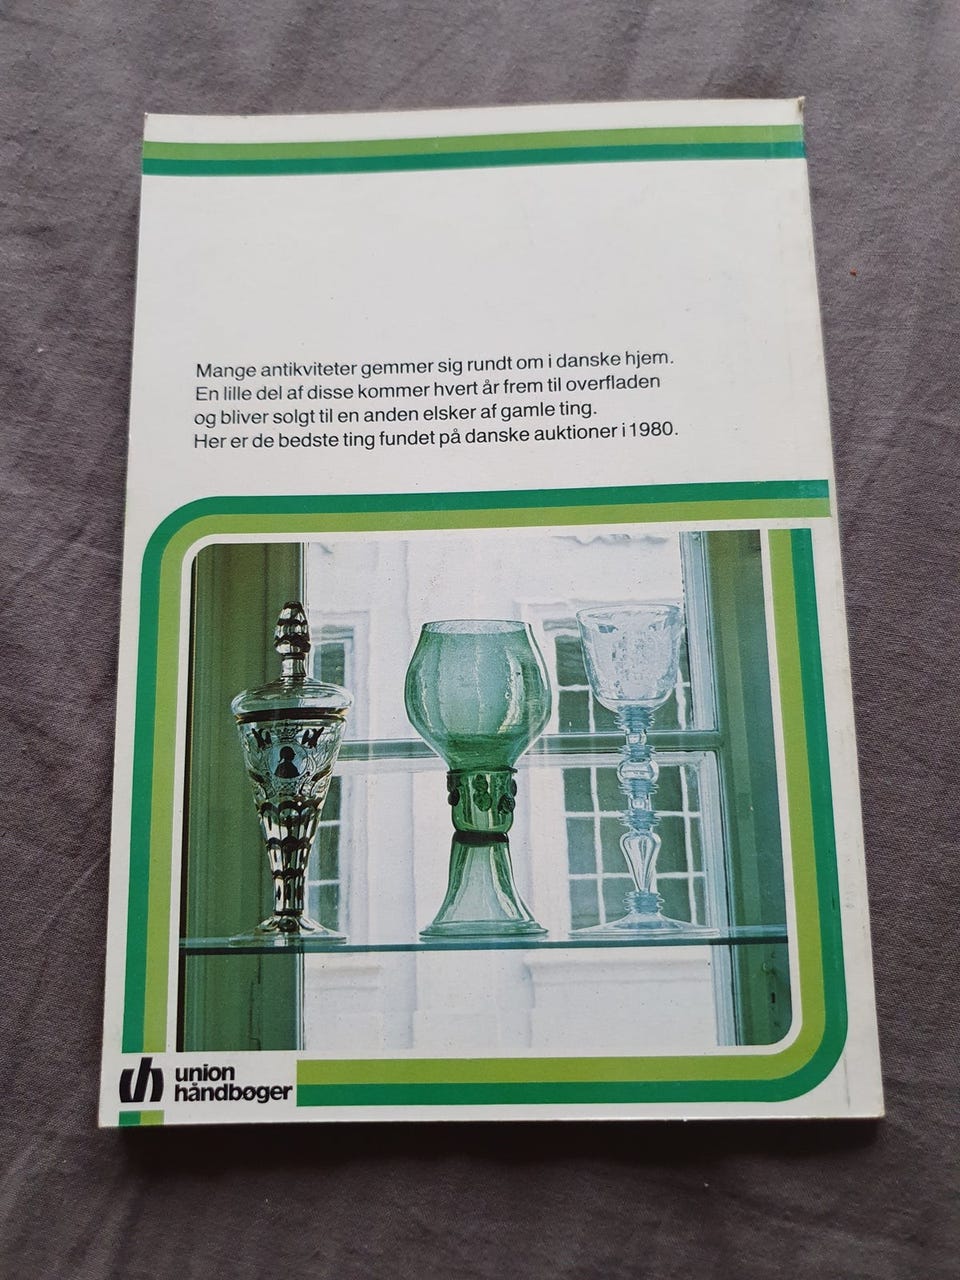 Mange antikviteter gemmer sig rundt om i danske hjem.
En lille del af disse kommer hvert år frem til overfladen
og bliver solgt til en anden elsker af gamle ting.
Her er de bedste ting fundet på danske auktioner i 1980.
uh union
håndbøger